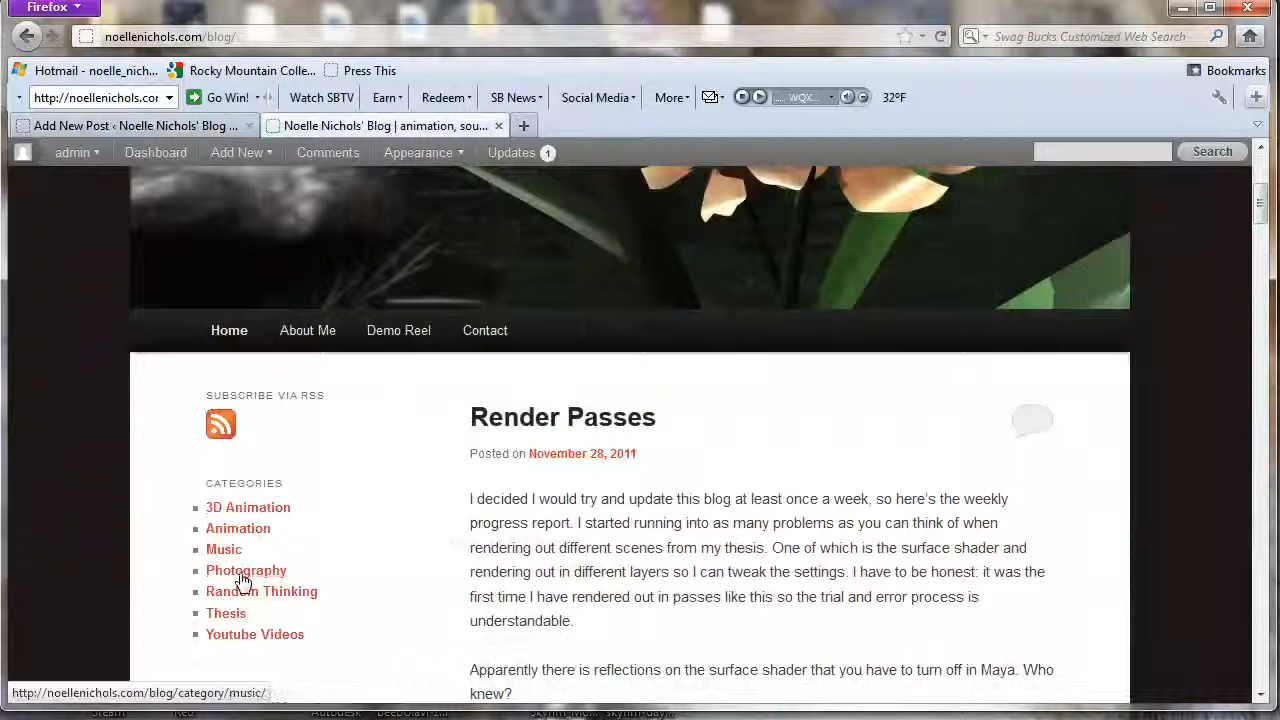 Firefox
noellenichols.com/blog/
Swag Bucks Customized Web Search
Hotmail - noelle_nich... Rocky Mountain Colle... Press This Bookmarks
http://noellenichols.cor Go Win! Watch SBTV Earn Redeem SB News Social Media More WQX... 32°F
Add New Post ‹ Noelle Nichols' Blog ... Noelle Nichols' Blog | animation, sou...
admin Dashboard Add New Comments Appearance Updates 1 Search
Home About Me Demo Reel Contact
SUBSCRIBE VIA RSS
CATEGORIES
3D Animation
Animation
Music
Photography
Random Thinking
Thesis
Youtube Videos
Render Passes
Posted on November 28, 2011
I decided I would try and update this blog at least once a week, so here's the weekly
progress report. I started running into as many problems as you can think of when
rendering out different scenes from my thesis. One of which is the surface shader and
rendering out in different layers so I can tweak the settings. I have to be honest: it was the
first time I have rendered out in passes like this so the trial and error process is
understandable.
Apparently there is reflections on the surface shader that you have to turn off in Maya. Who
knew?
http://noellenichols.com/blog/category/music/